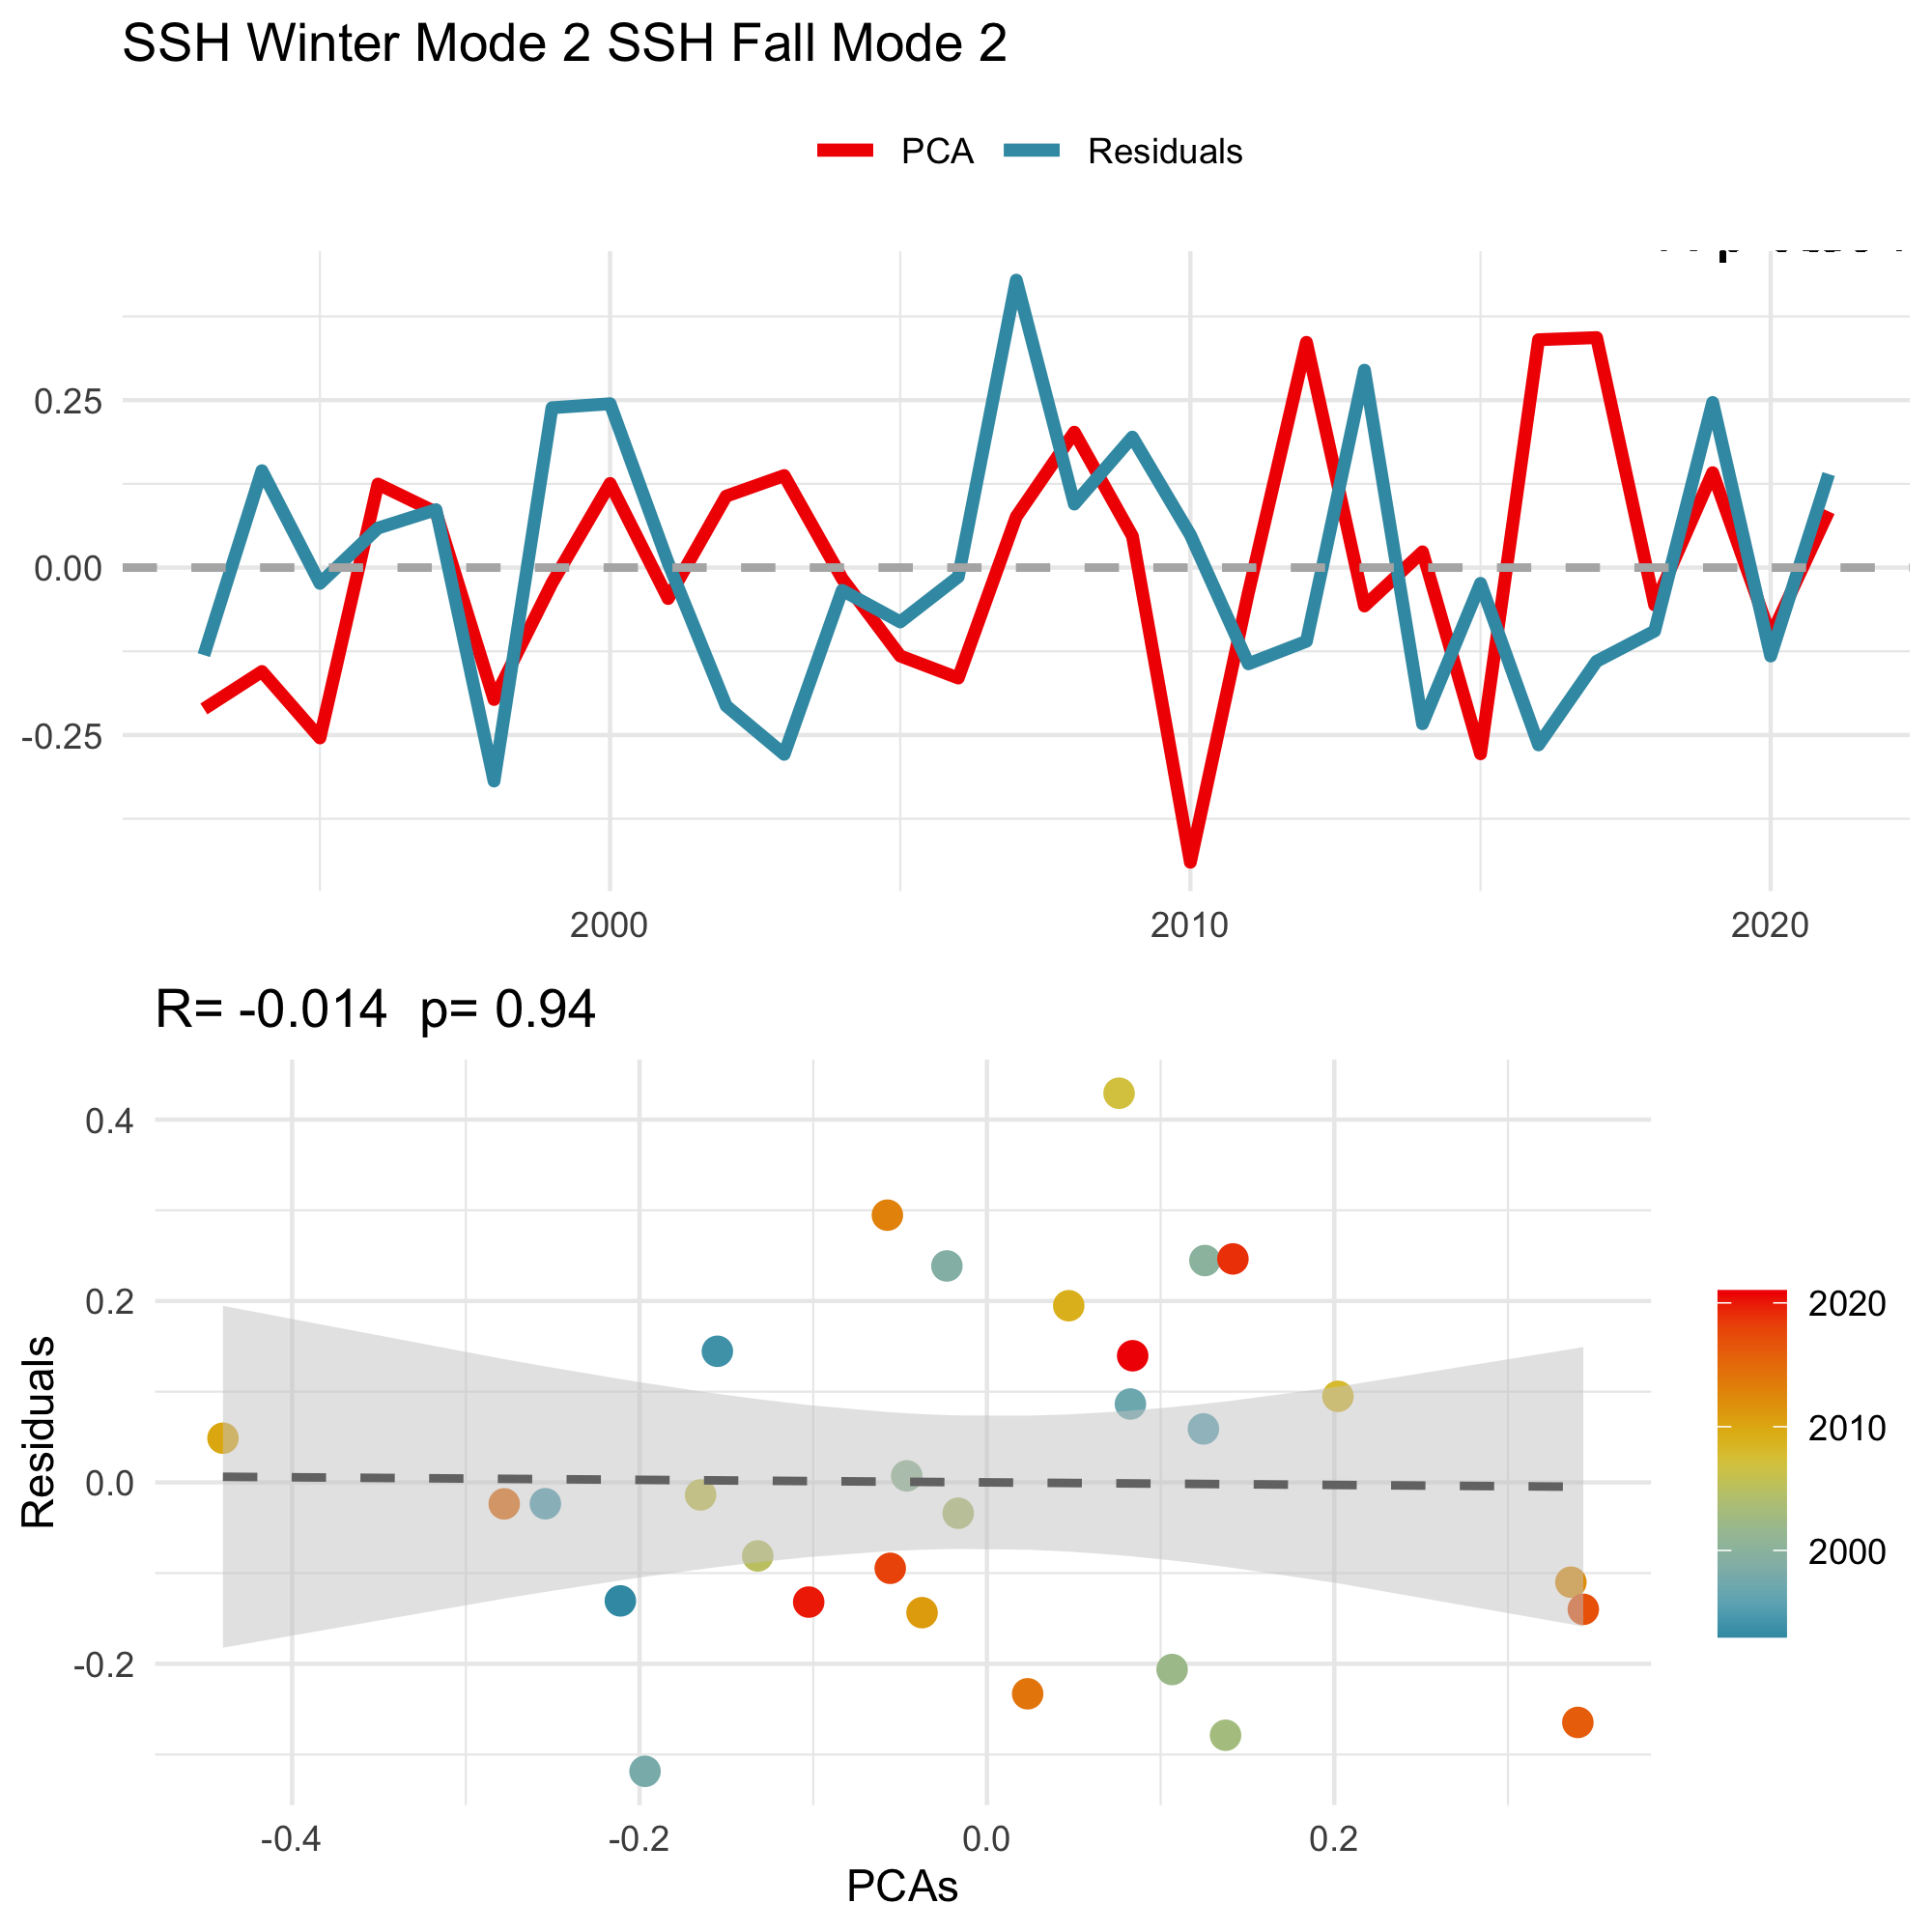 SSH Winter Mode 2 SSH Fall Mode 2
PCA Residuals
0.25
0.00
-0.25
2000 2010 2020
R= -0.014 p= 0.94
0.4
0.2
0.0
-0.2
Residuals
-0.4 -0.2 0.0 0.2
PCAs
2020
2010
2000